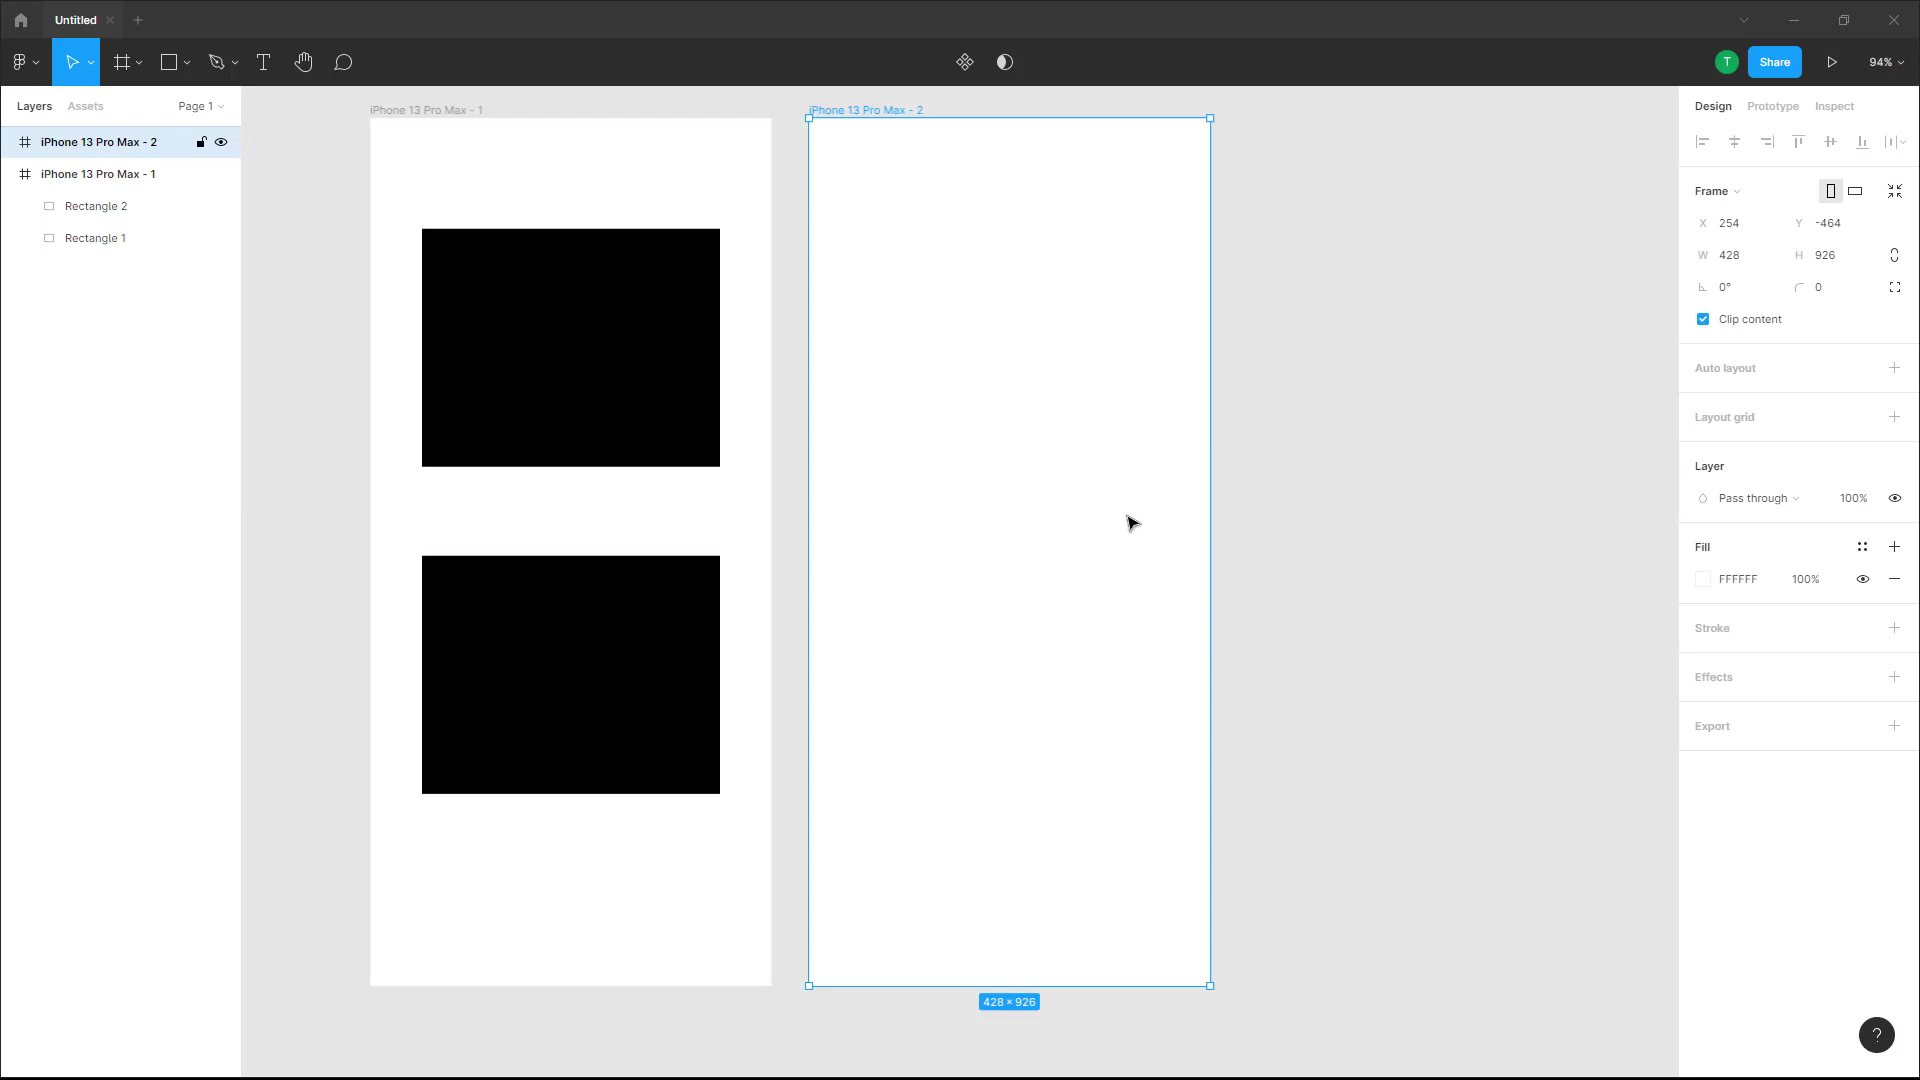 Untitled
T
Share
94%
Layers
Assets
Page 1
iPhone 13 Pro Max - 2
iPhone 13 Pro Max - 1
Rectangle 2
Rectangle 1
iPhone 13 Pro Max - 1
iPhone 13 Pro Max - 2
428 × 926
Design
Prototype
Inspect
Frame
X 254 Y -464
W 428 H 926
0° 0
Clip content
Auto layout
Layout grid
Layer
Pass through 100%
Fill
FFFFFF 100%
Stroke
Effects
Export
?